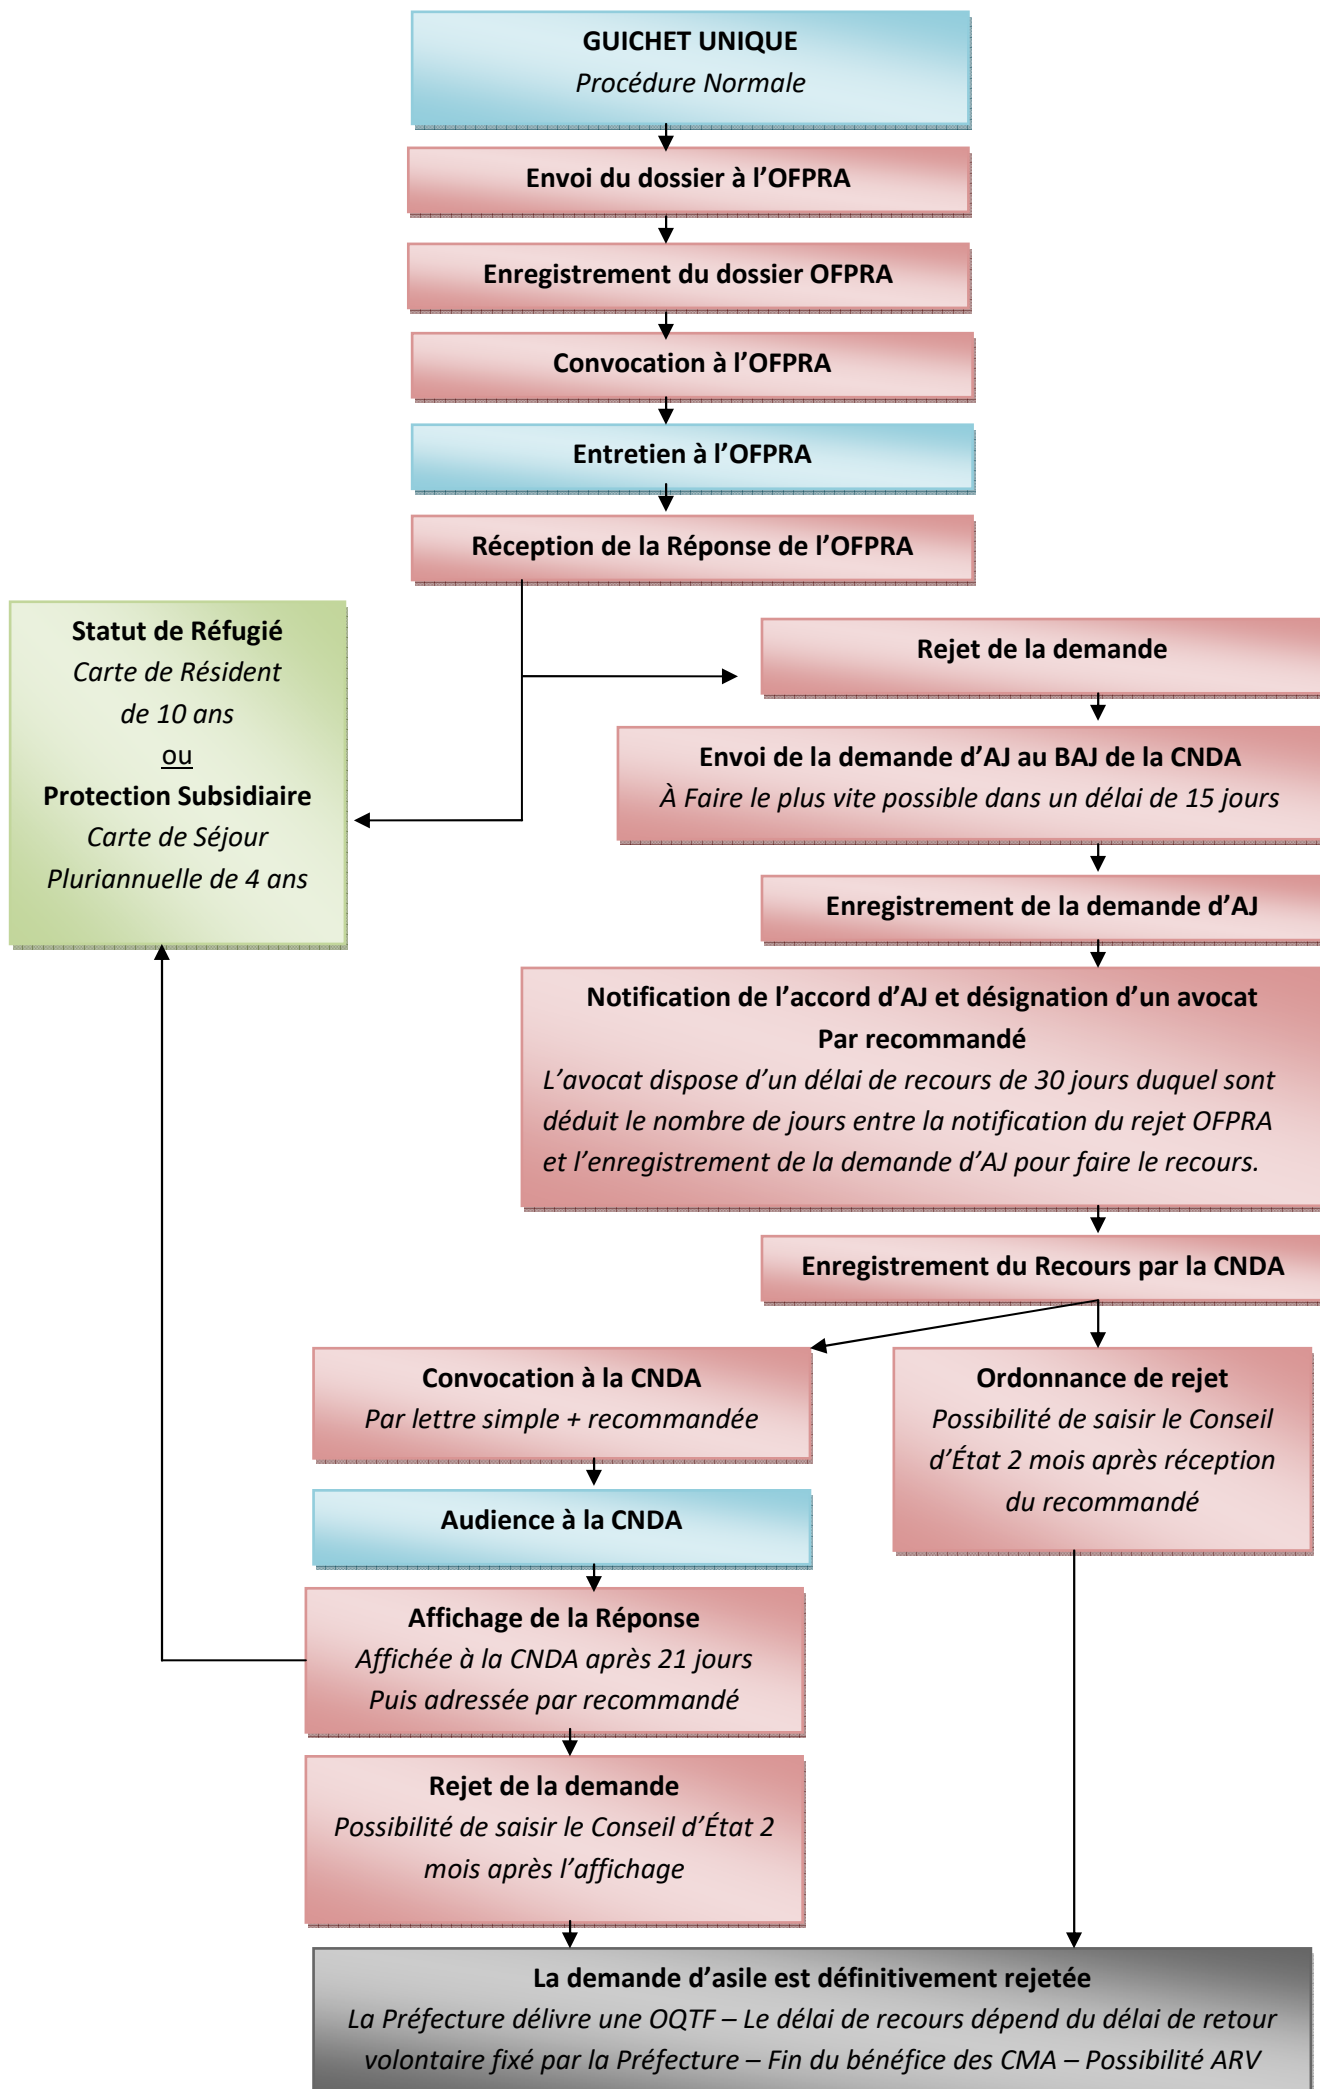 GUICHET UNIQUE
Procédure Normale
Envoi du dossier à l'OFPRA
Enregistrement du dossier OFPRA
Convocation à l'OFPRA
Entretien à l'OFPRA
Réception de la Réponse de l'OFPRA
Statut de Réfugié
Carte de Résident
de 10 ans
ou
Protection Subsidiaire
Carte de Séjour
Pluriannuelle de 4 ans
Rejet de la demande
Envoi de la demande d'AJ au BAJ de la CNDA
À Faire le plus vite possible dans un délai de 15 jours
Enregistrement de la demande d'AJ
Notification de l'accord d'AJ et désignation d'un avocat
Par recommandé
L'avocat dispose d'un délai de recours de 30 jours duquel sont
déduit le nombre de jours entre la notification du rejet OFPRA
et l'enregistrement de la demande d'AJ pour faire le recours.
Enregistrement du Recours par la CNDA
Convocation à la CNDA
Par lettre simple + recommandée
Ordonnance de rejet
Possibilité de saisir le Conseil
d'État 2 mois après réception
du recommandé
Audience à la CNDA
Affichage de la Réponse
Affichée à la CNDA après 21 jours
Puis adressée par recommandé
Rejet de la demande
Possibilité de saisir le Conseil d'État 2
mois après l'affichage
La demande d'asile est définitivement rejetée
La Préfecture délivre une OQTF – Le délai de recours dépend du délai de retour
volontaire fixé par la Préfecture – Fin du bénéfice des CMA – Possibilité ARV